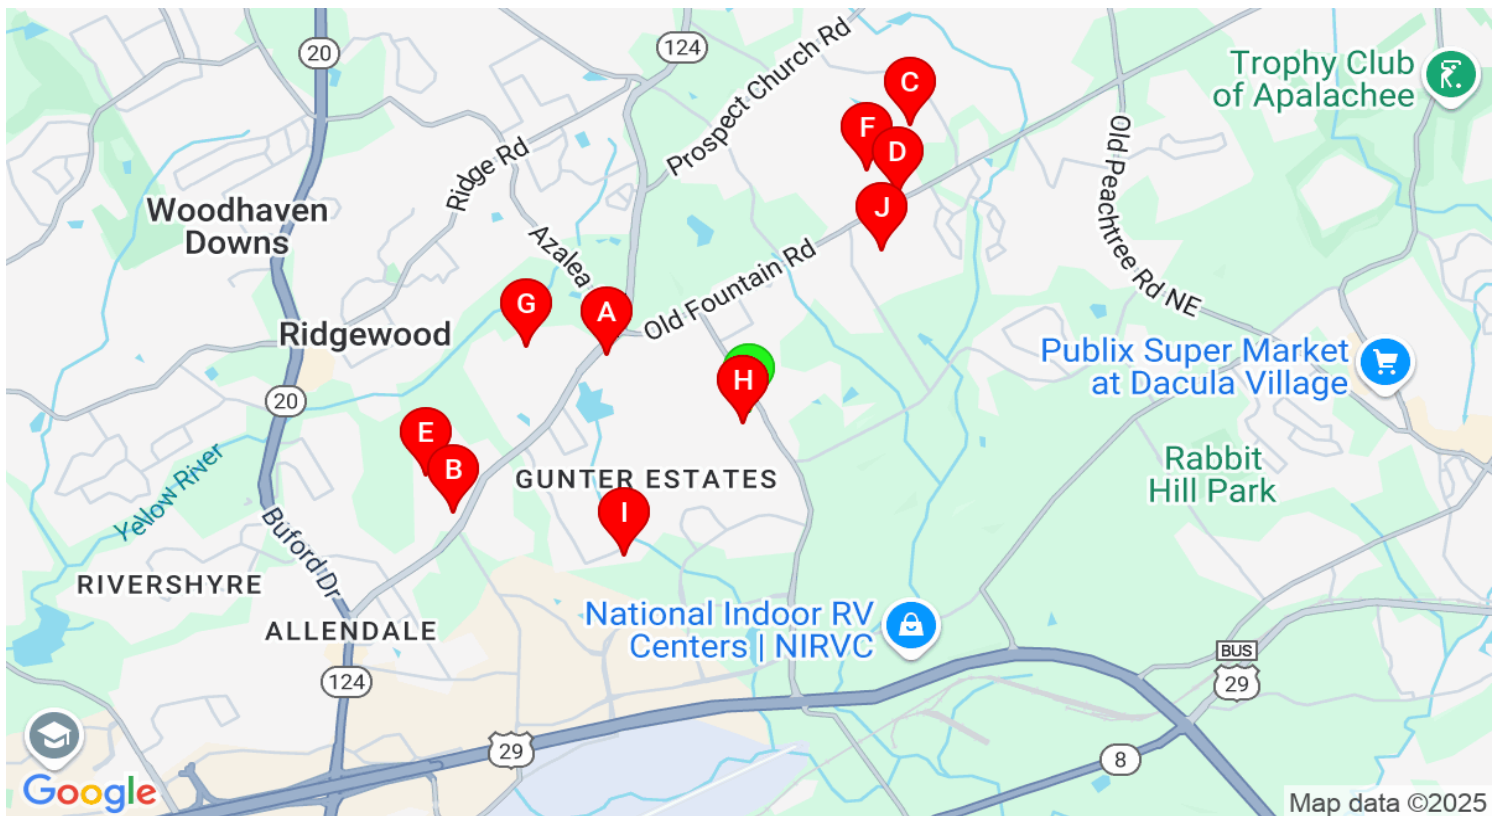 20
124
Prospect Church Rd
C
Trophy Club
of Apalachee
F
D
Old Peachtree Rd NE
Ridge Rd
Woodhaven
Downs
J
Azalea
Old Fountain Rd
G
A
Ridgewood
Publix Super Market
at Dacula Village
H
20
E
B
Yellow River
GUNTER ESTATES
Rabbit
Hill Park
I
Buford Dr
RIVERSHYRE
ALLENDALE
National Indoor RV
Centers | NIRVC
BUS
29
124
29
8
Google
Map data ©2025